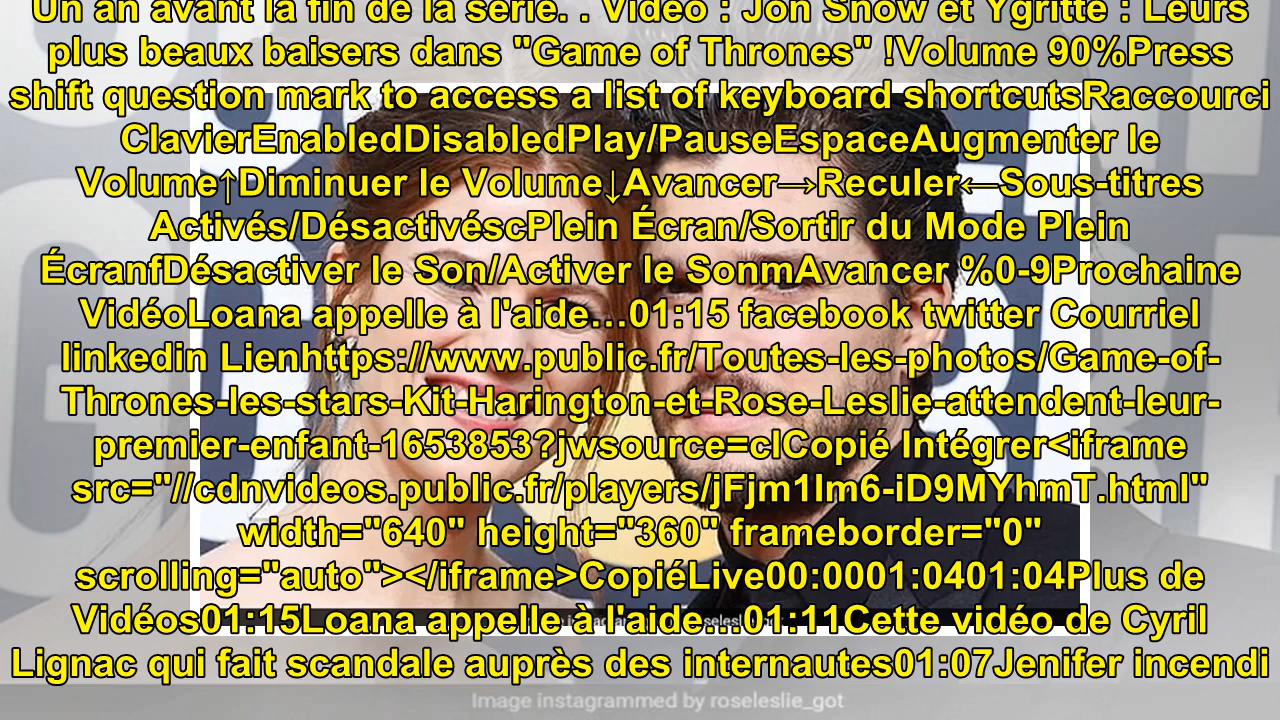 Un an avant la fin de la série. . Vidéo : Jon Snow et Ygritte : Leurs
plus beaux baisers dans "Game of Thrones" !Volume 90%Press
shift question mark to access a list of keyboard shortcutsRaccourci
ClavierEnabledDisabledPlay/PauseEspaceAugmenter le
Volume↑Diminuer le Volume↓Avancer→Reculer←Sous-titres
Activés/DésactivéscPlein Écran/Sortir du Mode Plein
ÉcranfDésactiver le Son/Activer le SonmAvancer %0-9Prochaine
VidéoLoana appelle à l'aide...01:15 facebook twitter Courriel
linkedin Lienhttps://www.public.fr/Toutes-les-photos/Game-of-
Thrones-les-stars-Kit-Harington-et-Rose-Leslie-attendent-leur-
premier-enfant-1653853?jwsource=clCopié Intégrer<iframe
src="//cdnvideos.public.fr/players/jFjm1lm6-iD9MYhmT.html"
width="640" height="360" frameborder="0"
scrolling="auto"></iframe>CopiéLive00:0001:0401:04Plus de
Vidéos01:15Loana appelle à l'aide...01:11Cette vidéo de Cyril
Lignac qui fait scandale auprès des internautes01:07Jenifer incendi
Image instagrammed by roseleslie_got